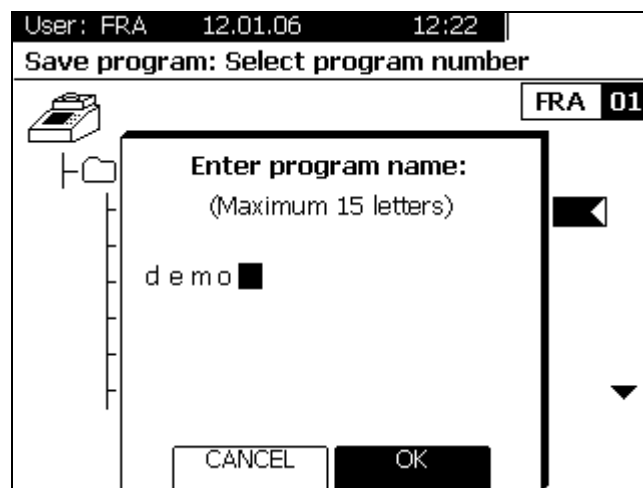 User: FRA 12.01.06 12:22
Save program: Select program number
FRA 01
Enter program name:
(Maximum 15 letters)
demo
CANCEL OK